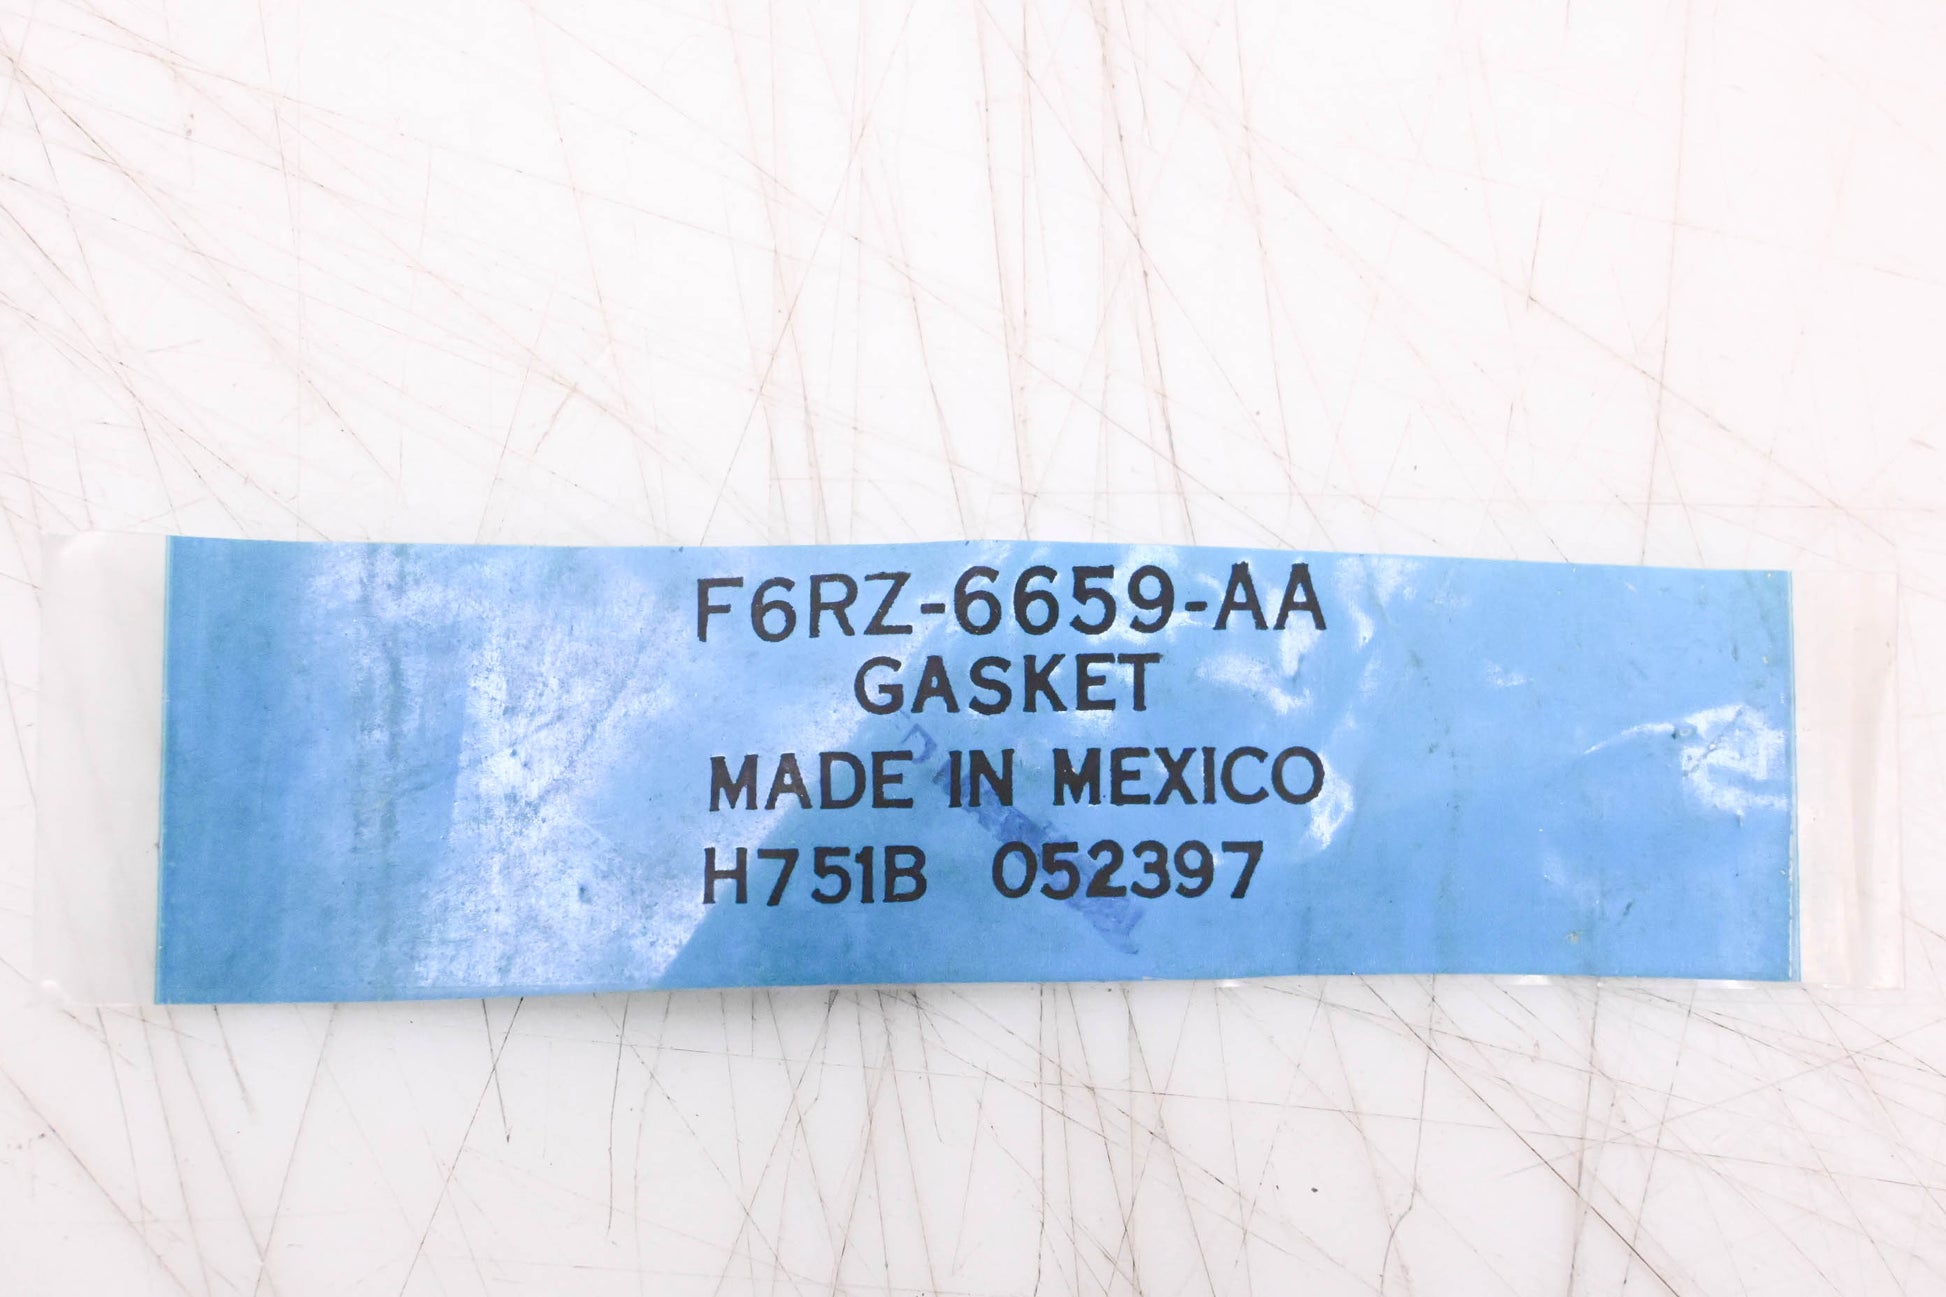 F6RZ-6659-AA
GASKET
MADE IN MEXICO
H751B 052397